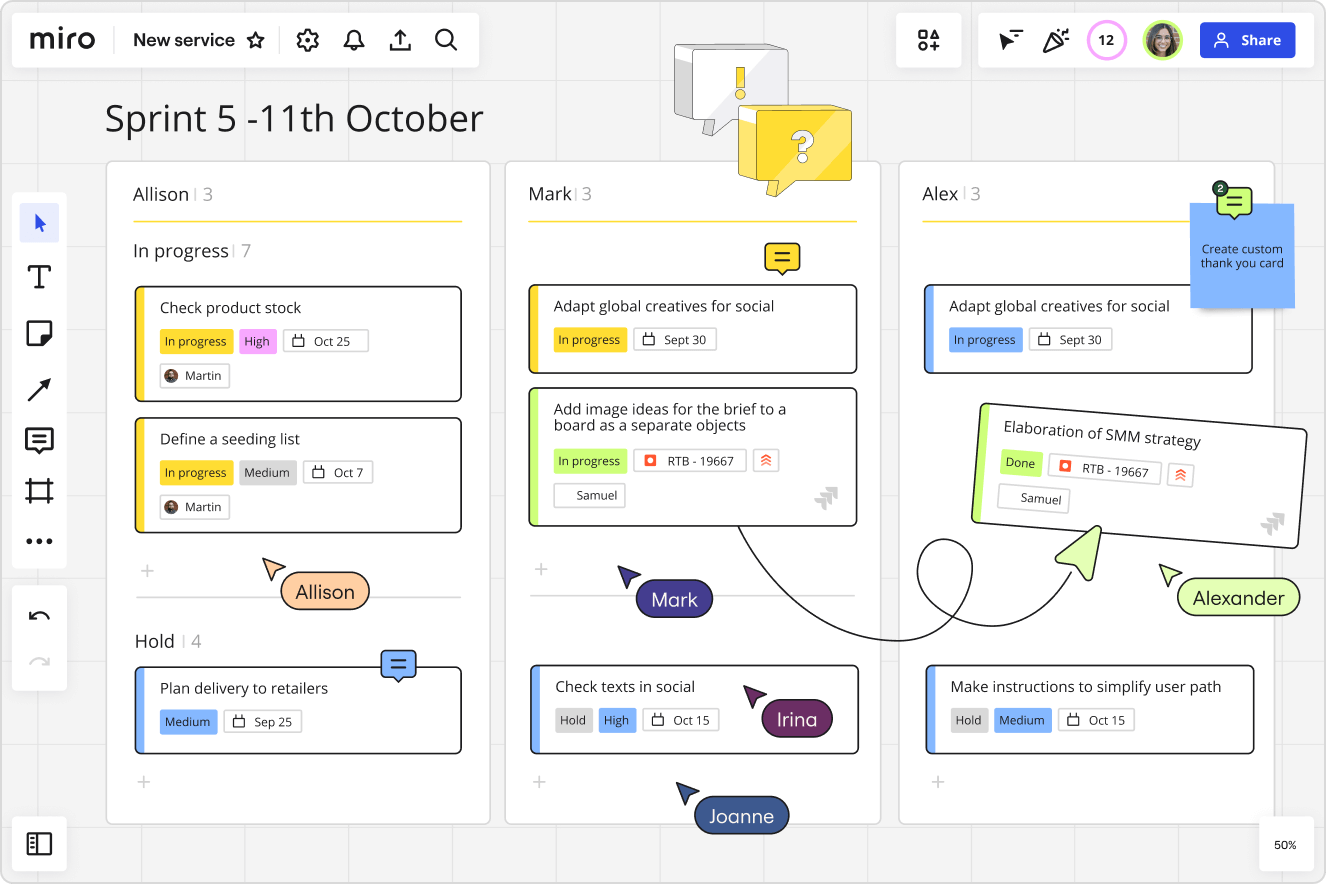 miro
New service
12
Share
Sprint 5 -11th October
!
?
Allison 3
In progress 7
Check product stock
In progress High Oct 25
Martin
Define a seeding list
In progress Medium Oct 7
Martin
Allison
Hold 4
Plan delivery to retailers
Medium Sep 25
Mark 3
Adapt global creatives for social
In progress Sept 30
Add image ideas for the brief to a
board as a separate objects
In progress RTB - 19667
Samuel
Mark
Check texts in social
Hold High Oct 15
Irina
Joanne
Alex 3
2
Create custom
thank you card
Adapt global creatives for social
In progress Sept 30
Elaboration of SMM strategy
Done RTB - 19667
Samuel
Alexander
Make instructions to simplify user path
Hold Medium Oct 15
50%